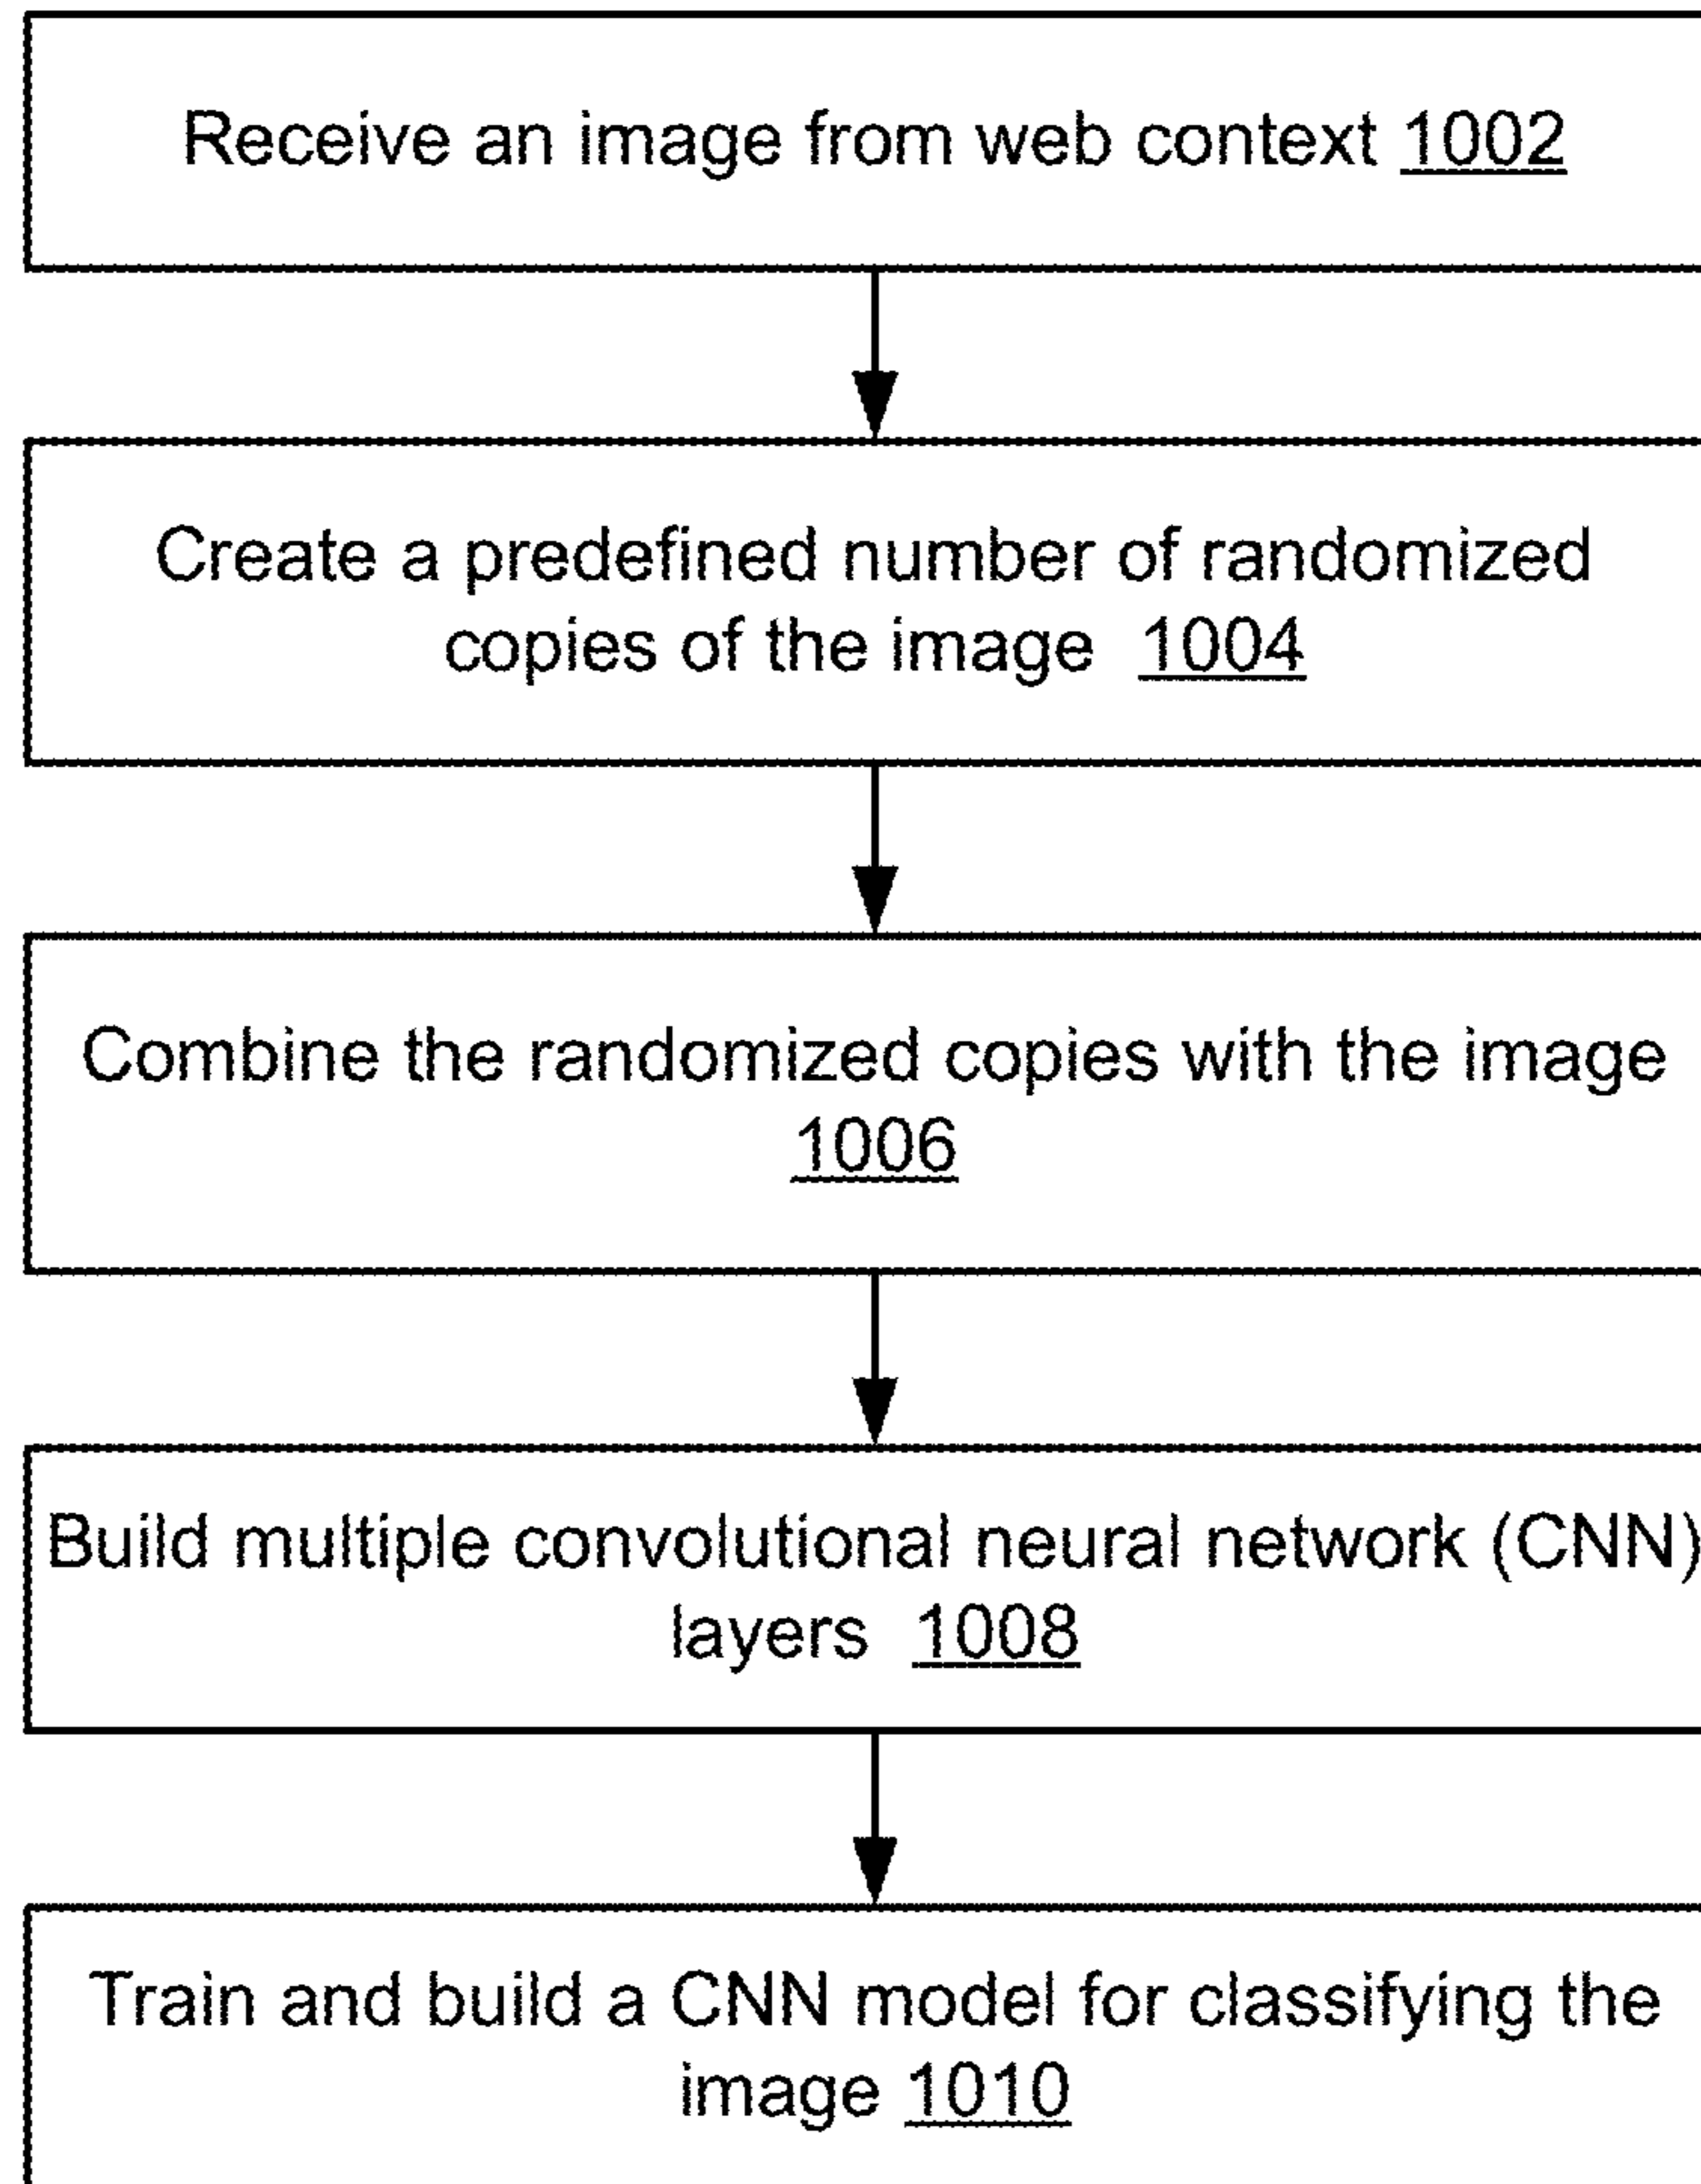 Receive an image from web context 1002
Create a predefined number of randomized
copies of the image 1004
Combine the randomized copies with the image
1006
Build multiple convolutional neural network (CNN)
layers 1008
Train and build a CNN model for classifying the
image 1010